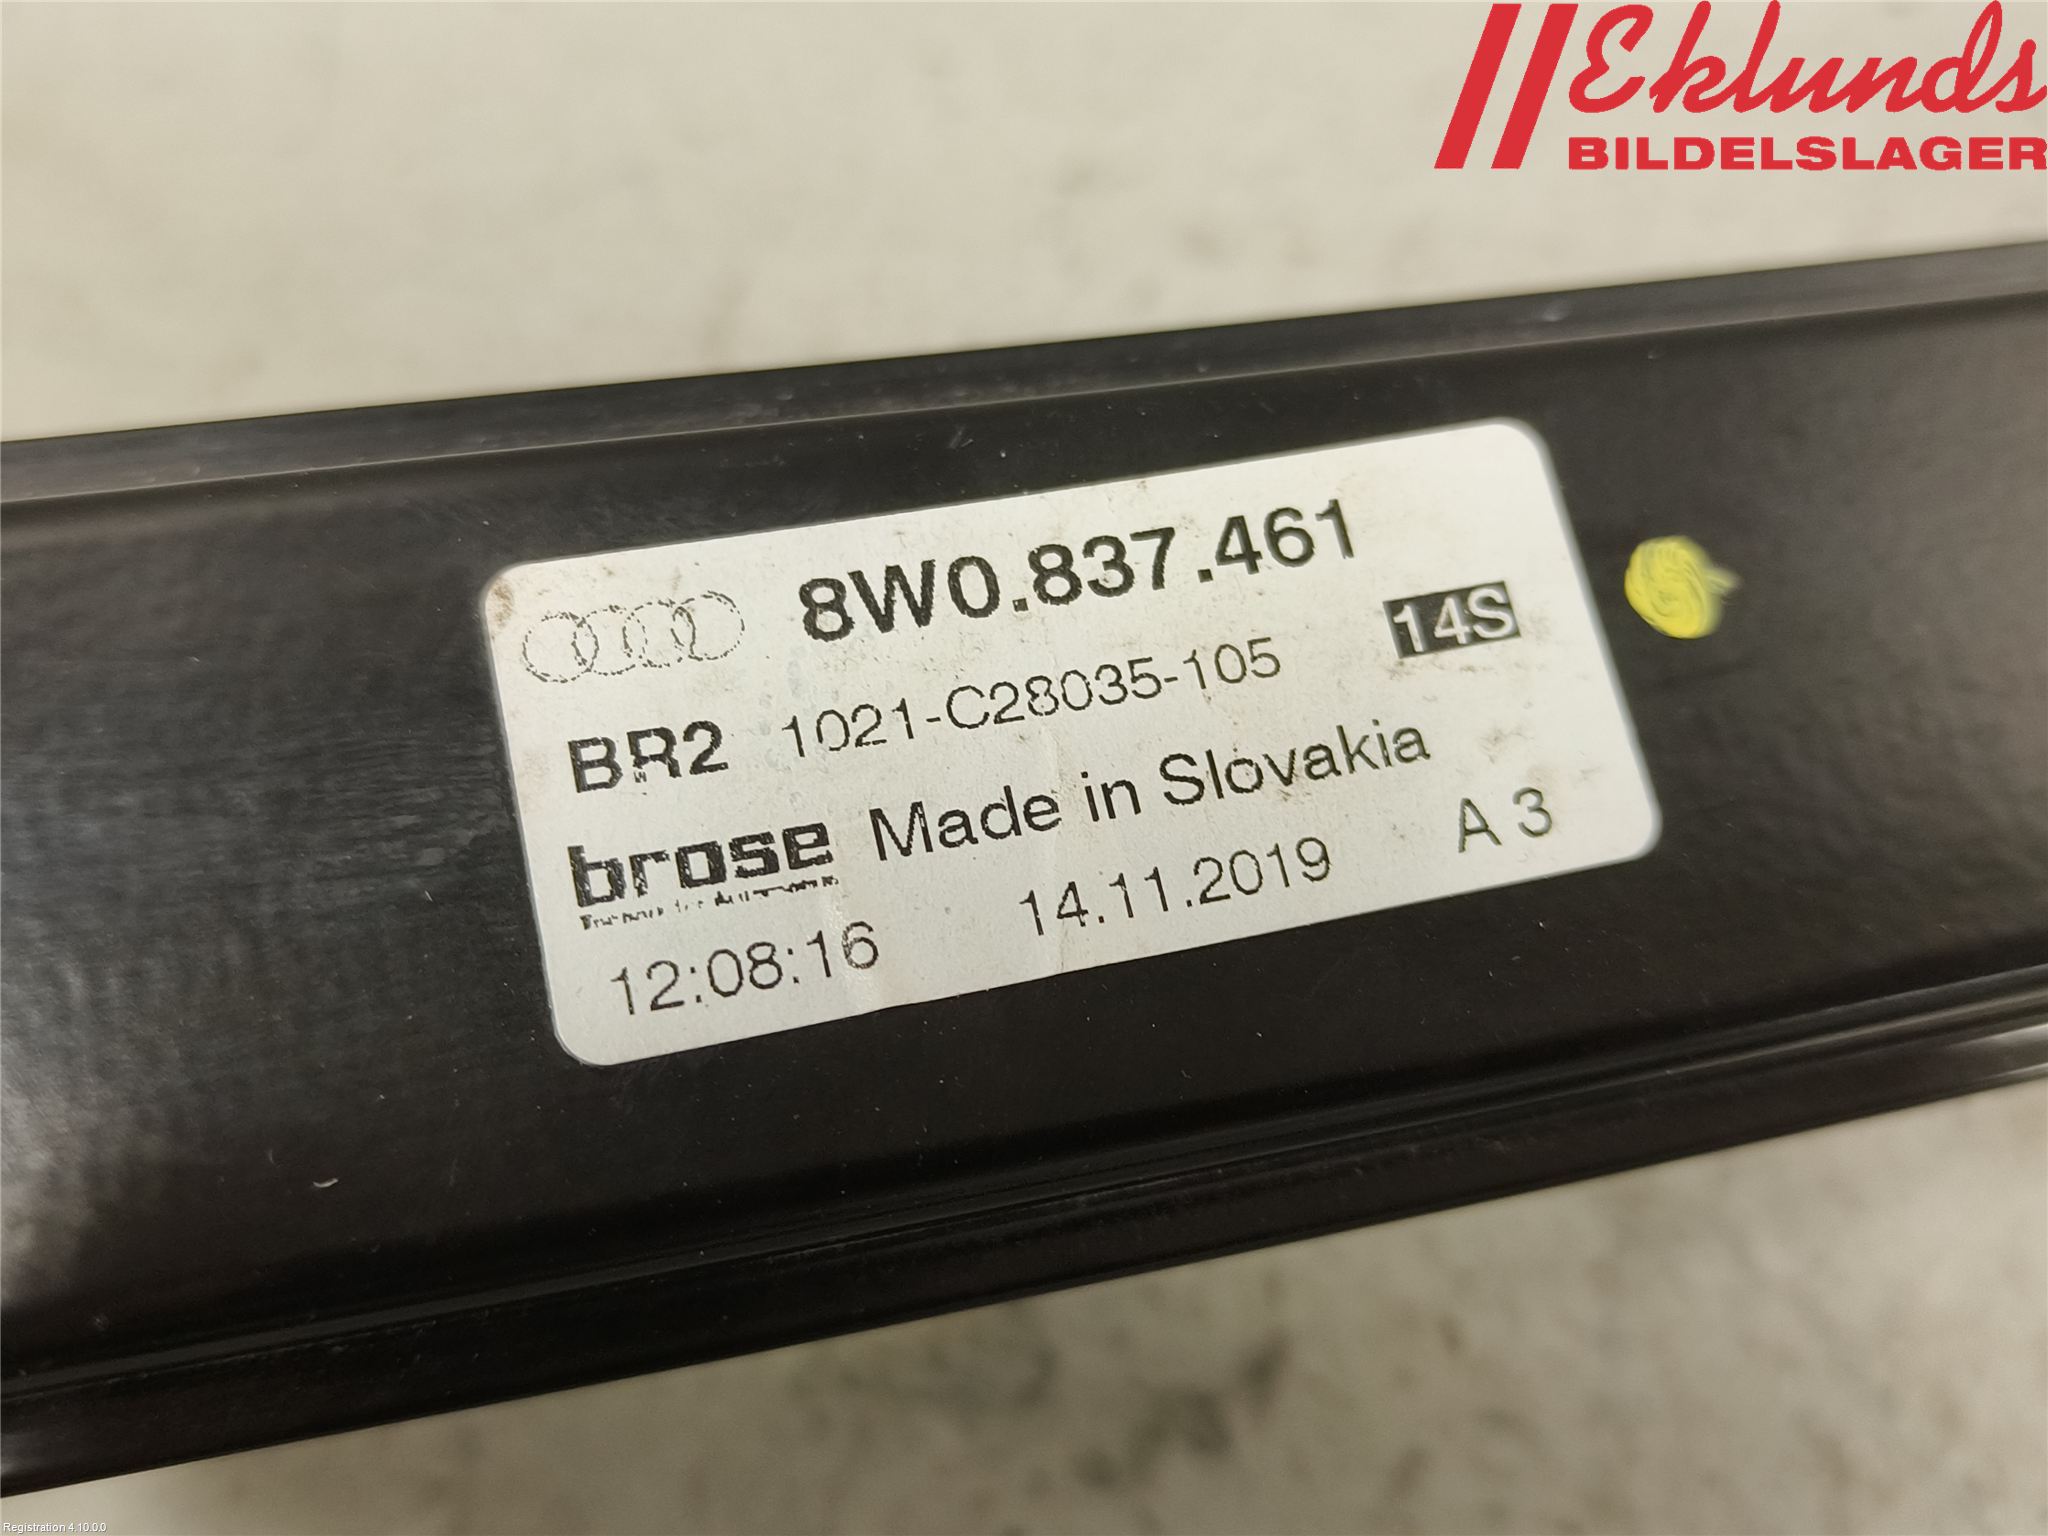 Eklunds
BILDELSLAGER
8W0.837.461
14S
BR2 1021-C28035-105
brose Made in Slovakia
12:08:16 14.11.2019 A 3
Registration 4.10.0.0